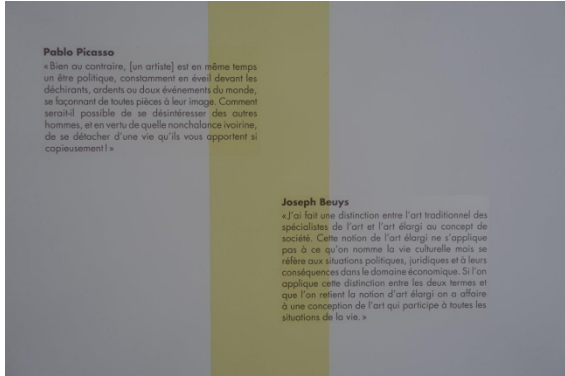 Pablo Picasso
« Bien au contraire, [un artiste] est en même temps
un être politique, constamment en éveil devant les
déchirants, ardents ou doux événements du monde,
se façonnant de toutes pièces à leur image. Comment
serait-il possible de se désintéresser des autres
hommes, et en vertu de quelle nonchalance ivoirine,
de se détacher d'une vie qu'ils vous apportent si
copieusement ! »
Joseph Beuys
« J'ai fait une distinction entre l'art traditionnel des
spécialistes de l'art et l'art élargi au concept de
société. Cette notion de l'art élargi ne s'applique
pas à ce qu'on nomme la vie culturelle mais se
réfère aux situations politiques, juridiques et à leurs
conséquences dans le domaine économique. Si l'on
applique cette distinction entre les deux termes et
que l'on retient la notion d'art élargi on a affaire
à une conception de l'art qui participe à toutes les
situations de la vie. »